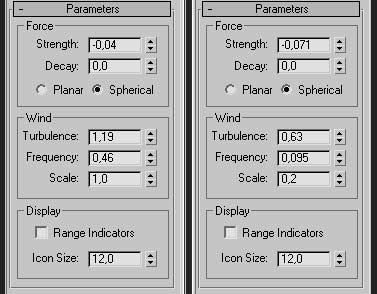 - Parameters
Force
Strength: -0,04
Decay: 0,0
Planar Spherical
Wind
Turbulence: 1,19
Frequency: 0,46
Scale: 1,0
Display
Range Indicators
Icon Size: 12,0
- Parameters
Force
Strength: -0,071
Decay: 0,0
Planar Spherical
Wind
Turbulence: 0,63
Frequency: 0,095
Scale: 0,2
Display
Range Indicators
Icon Size: 12,0